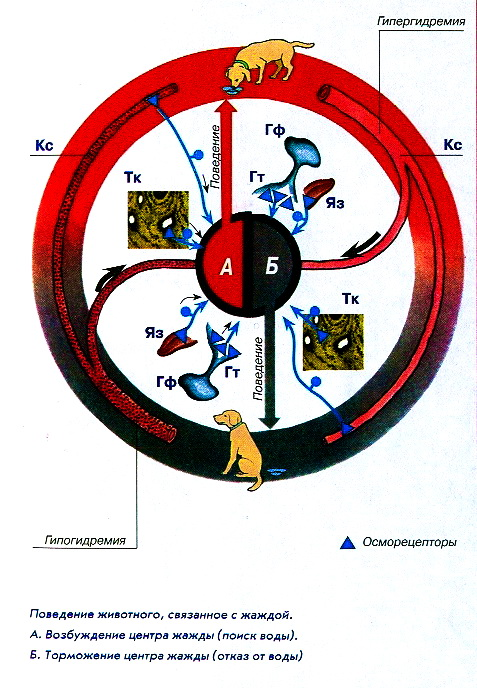 Гипергидремия
Кс
Кс
Гф
Гт
Яз
Тк
Поведение
А
Б
Тк
Яз
Гф
Гт
Поведение
Гипогидремия
Осморецепторы
Поведение животного, связанное с жаждой.
А. Возбуждение центра жажды (поиск воды).
Б. Торможение центра жажды (отказ от воды)